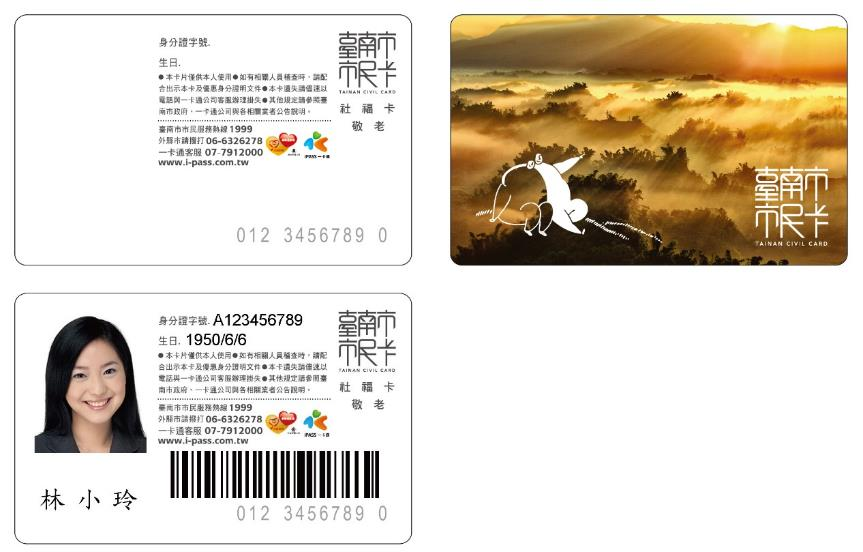 身分證字號.
生日.
●本卡片僅供本人使用●如有相關人員稽查時，請配
合出示本卡及優惠身分證明文件●本卡遺失請儘速以
電話與一卡通公司客服辦理掛失●其他規定請參照臺
南市政府、一卡通公司與各相關業者公告說明。
臺南市市民服務熱線 1999
外縣市請撥打 06-6326278
一卡通客服 07-7912000
www.i-pass.com.tw
iPASS 一卡通
臺南市
市民卡
TAINAN CIVIL CARD
社福卡
敬老
012 3456789 0
臺南市
市民卡
TAINAN CIVIL CARD
身分證字號. A123456789
生日. 1950/6/6
●本卡片僅供本人使用●如有相關人員稽查時，請配
合出示本卡及優惠身分證明文件●本卡遺失請儘速以
電話與一卡通公司客服辦理掛失●其他規定請參照臺
南市政府、一卡通公司與各相關業者公告說明。
臺南市市民服務熱線 1999
外縣市請撥打 06-6326278
一卡通客服 07-7912000
www.i-pass.com.tw
iPASS 一卡通
臺南市
市民卡
TAINAN CIVIL CARD
社福卡
敬老
林小玲
012 3456789 0